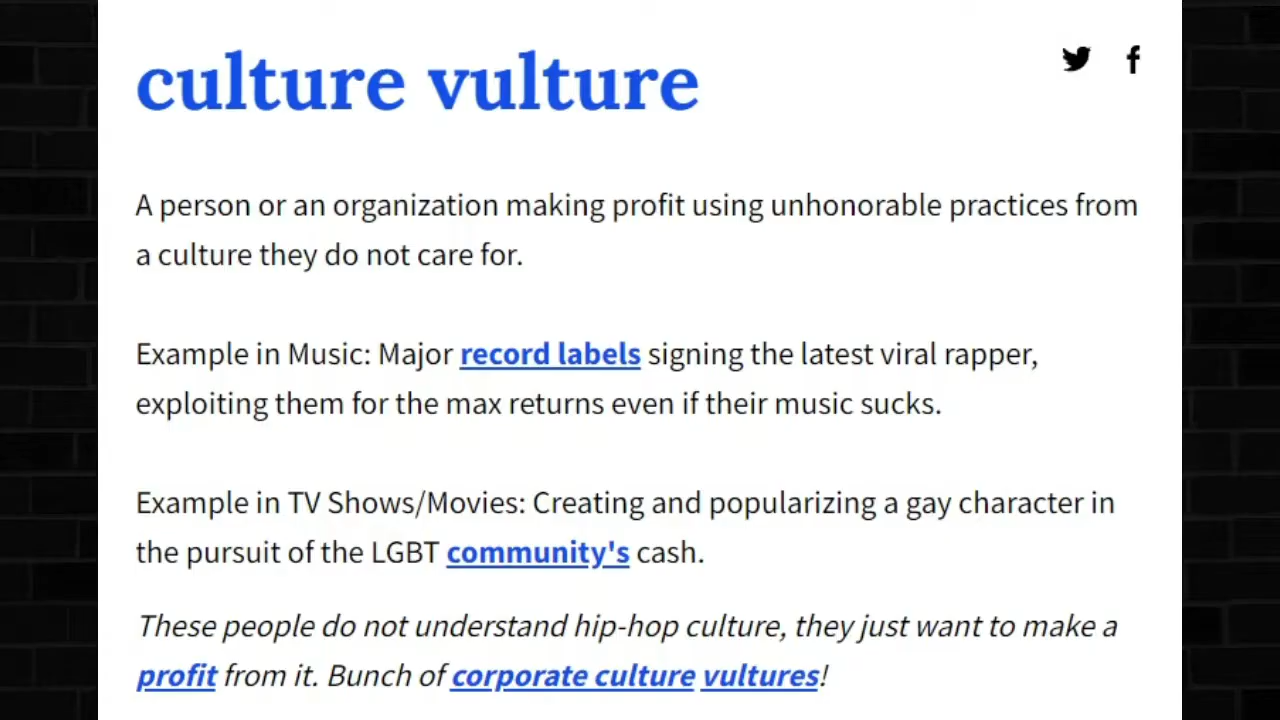 culture vulture
A person or an organization making profit using unhonorable practices from
a culture they do not care for.
Example in Music: Major record labels signing the latest viral rapper,
exploiting them for the max returns even if their music sucks.
Example in TV Shows/Movies: Creating and popularizing a gay character in
the pursuit of the LGBT community's cash.
These people do not understand hip-hop culture, they just want to make a
profit from it. Bunch of corporate culture vultures!